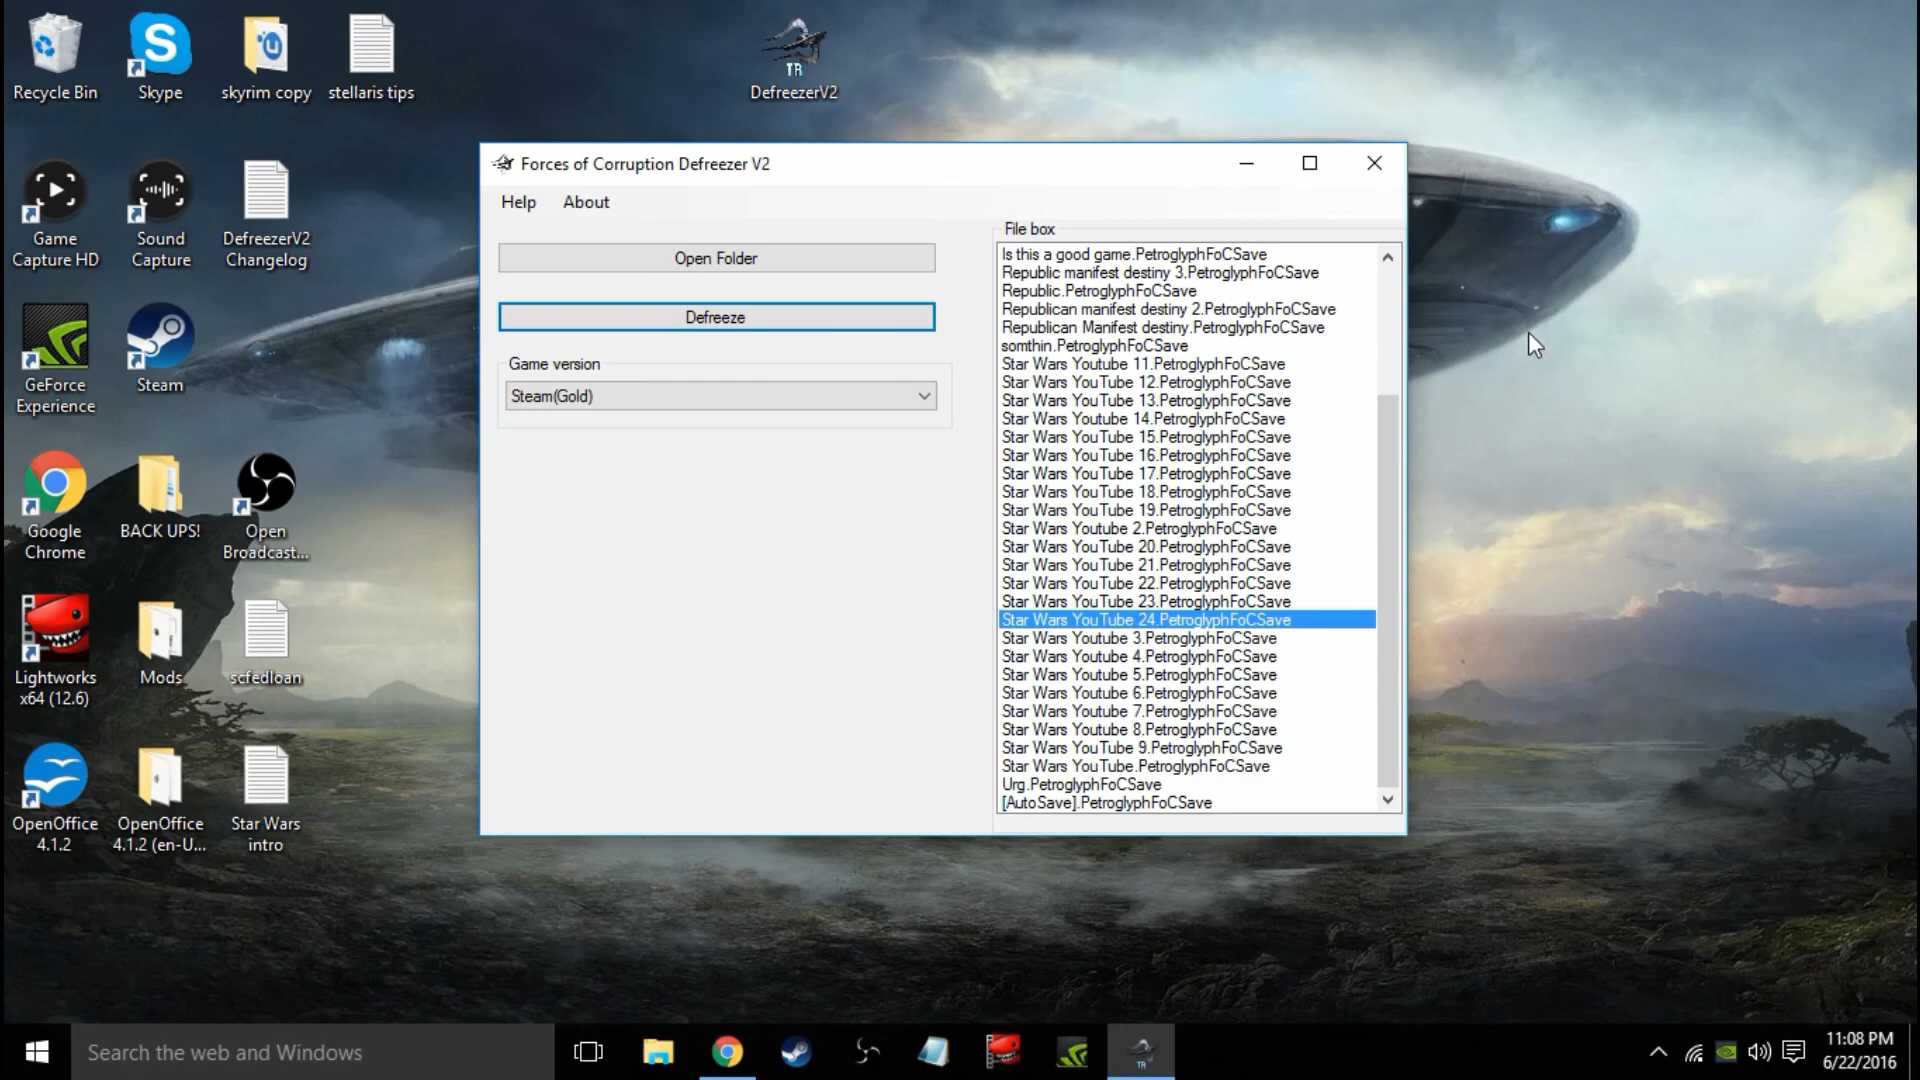 Recycle Bin
Skype
skyrim copy
stellaris tips
TR
DefreezerV2
Game
Capture HD
Sound
Capture
DefreezerV2
Changelog
GeForce
Experience
Steam
Google
Chrome
BACK UPS!
Open
Broadcast...
Lightworks
x64 (12.6)
Mods
scfedloan
OpenOffice
4.1.2
OpenOffice
4.1.2 (en-U...
Star Wars
intro
Forces of Corruption Defreezer V2
Help About
Open Folder
Defreeze
Game version
Steam(Gold)
File box
Is this a good game.PetroglyphFoCSave
Republic manifest destiny 3.PetroglyphFoCSave
Republic.PetroglyphFoCSave
Republican manifest destiny 2.PetroglyphFoCSave
Republican Manifest destiny.PetroglyphFoCSave
somthin.PetroglyphFoCSave
Star Wars Youtube 11.PetroglyphFoCSave
Star Wars YouTube 12.PetroglyphFoCSave
Star Wars YouTube 13.PetroglyphFoCSave
Star Wars Youtube 14.PetroglyphFoCSave
Star Wars YouTube 15.PetroglyphFoCSave
Star Wars YouTube 16.PetroglyphFoCSave
Star Wars YouTube 17.PetroglyphFoCSave
Star Wars YouTube 18.PetroglyphFoCSave
Star Wars YouTube 19.PetroglyphFoCSave
Star Wars Youtube 2.PetroglyphFoCSave
Star Wars YouTube 20.PetroglyphFoCSave
Star Wars YouTube 21.PetroglyphFoCSave
Star Wars YouTube 22.PetroglyphFoCSave
Star Wars YouTube 23.PetroglyphFoCSave
Star Wars YouTube 24.PetroglyphFoCSave
Star Wars Youtube 3.PetroglyphFoCSave
Star Wars Youtube 4.PetroglyphFoCSave
Star Wars Youtube 5.PetroglyphFoCSave
Star Wars Youtube 6.PetroglyphFoCSave
Star Wars Youtube 7.PetroglyphFoCSave
Star Wars Youtube 8.PetroglyphFoCSave
Star Wars YouTube 9.PetroglyphFoCSave
Star Wars YouTube.PetroglyphFoCSave
Urg.PetroglyphFoCSave
[AutoSave].PetroglyphFoCSave
Search the web and Windows
TR
11:08 PM
6/22/2016